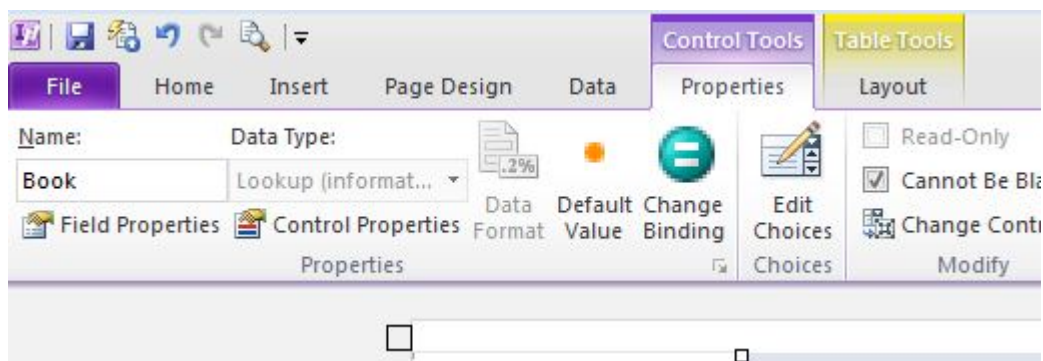 Control Tools Table Tools
File Home Insert Page Design Data Properties Layout
Name: Data Type:
Book Lookup (informat...
Field Properties Control Properties
.2%
Data Format
Default Value
Change Binding
Edit Choices
Read-Only
Cannot Be Bla
Change Contr
Properties Choices Modify